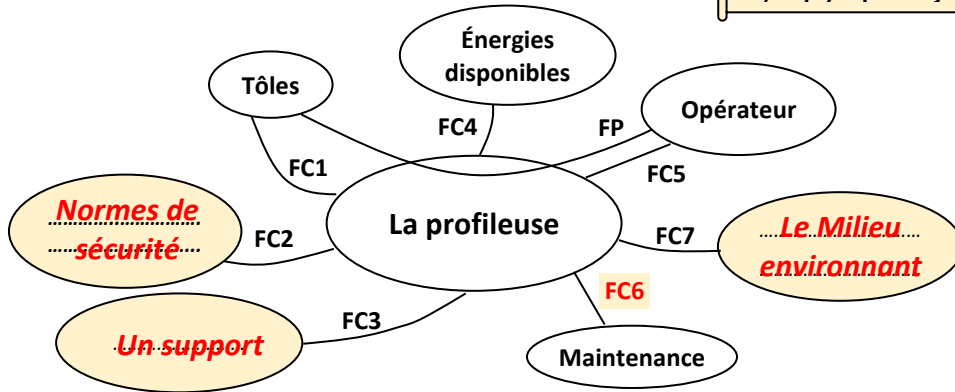 Énergies
disponibles
Tôles
Opérateur
FC4
FP
FC1
FC5
Normes de
sécurité
FC2
La profileuse
FC7
Le Milieu
environnant
FC6
FC3
Un support
Maintenance